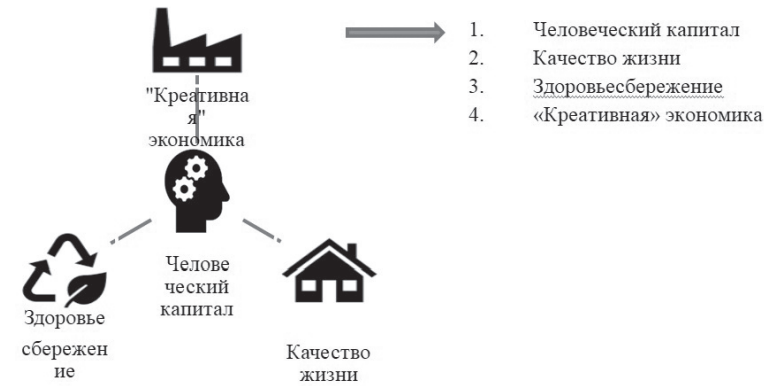 "Креативна
я"
экономика
Челове
ческий
капитал
Здоровье
сбережен
ие
Качество
жизни
1. Человеческий капитал
2. Качество жизни
3. Здоровьесбережение
4. «Креативная» экономика